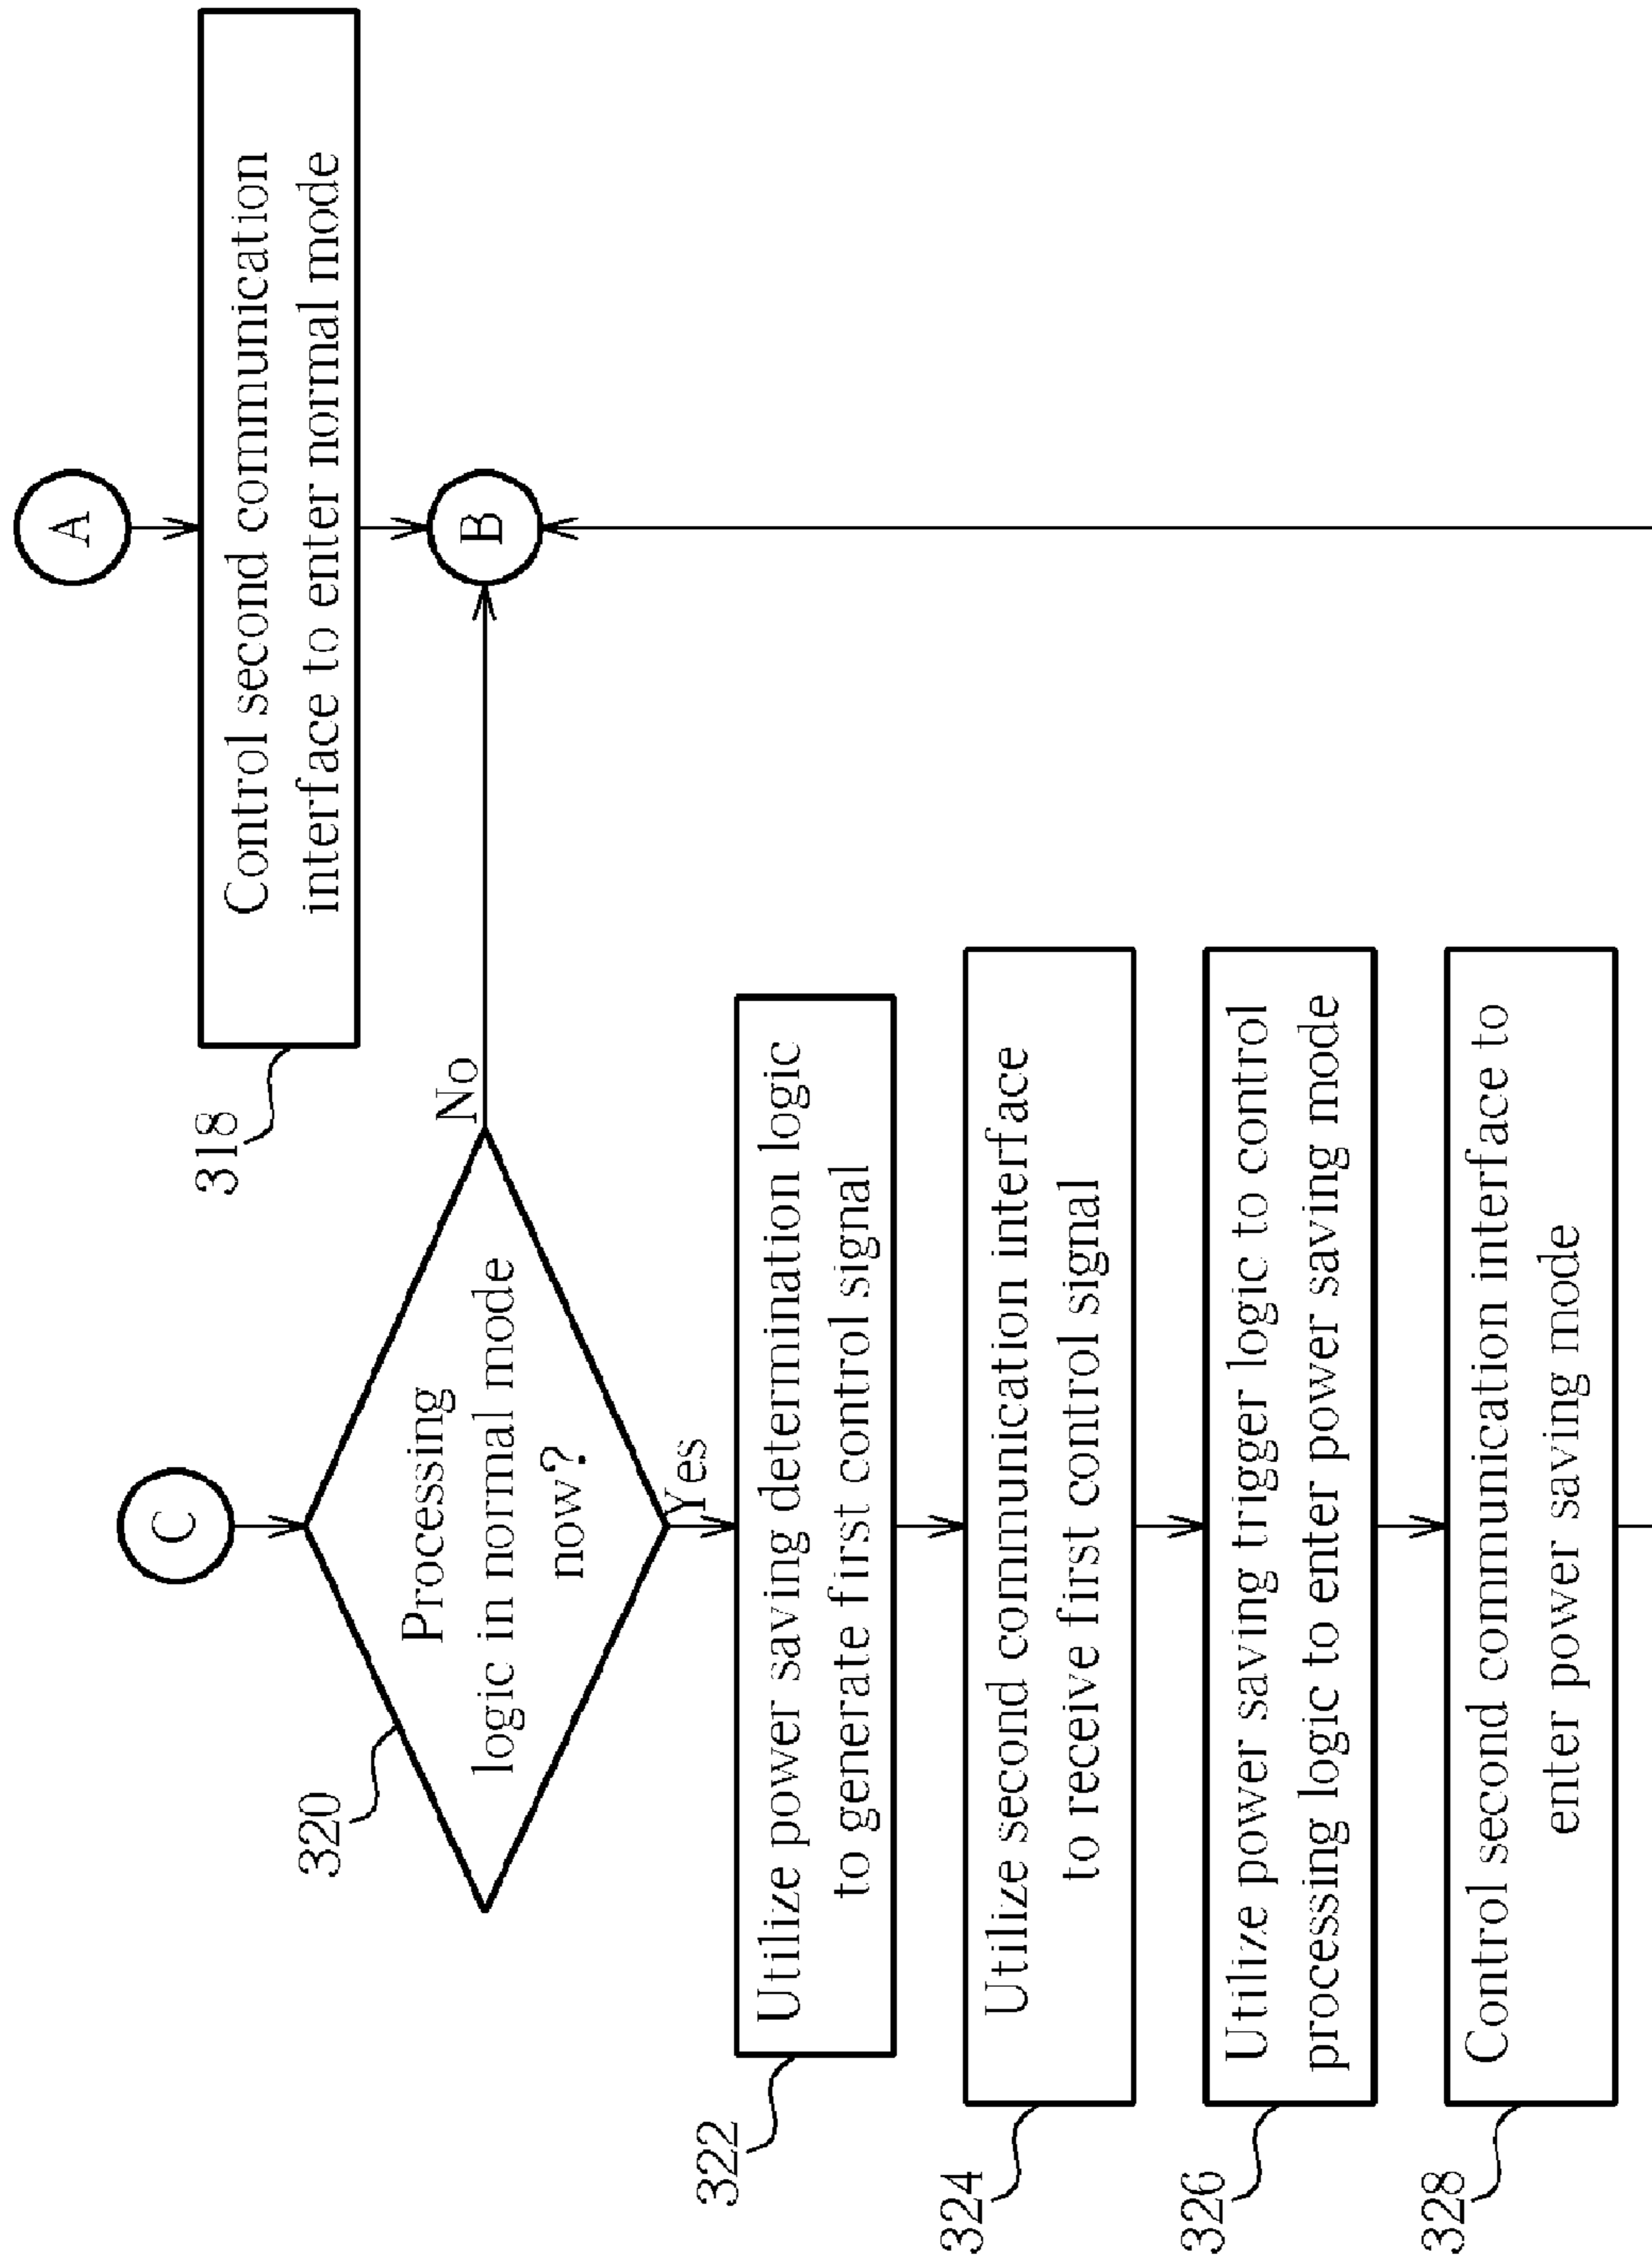 C
Processing
logic in normal mode
now?
320
No
Yes
Utilize power saving determination logic
to generate first control signal
322
Utilize second communication interface
to receive first control signal
324
Utilize power saving trigger logic to control
processing logic to enter power saving mode
326
Control second communication interface to
enter power saving mode
328
A
Control second communication
interface to enter normal mode
318
B